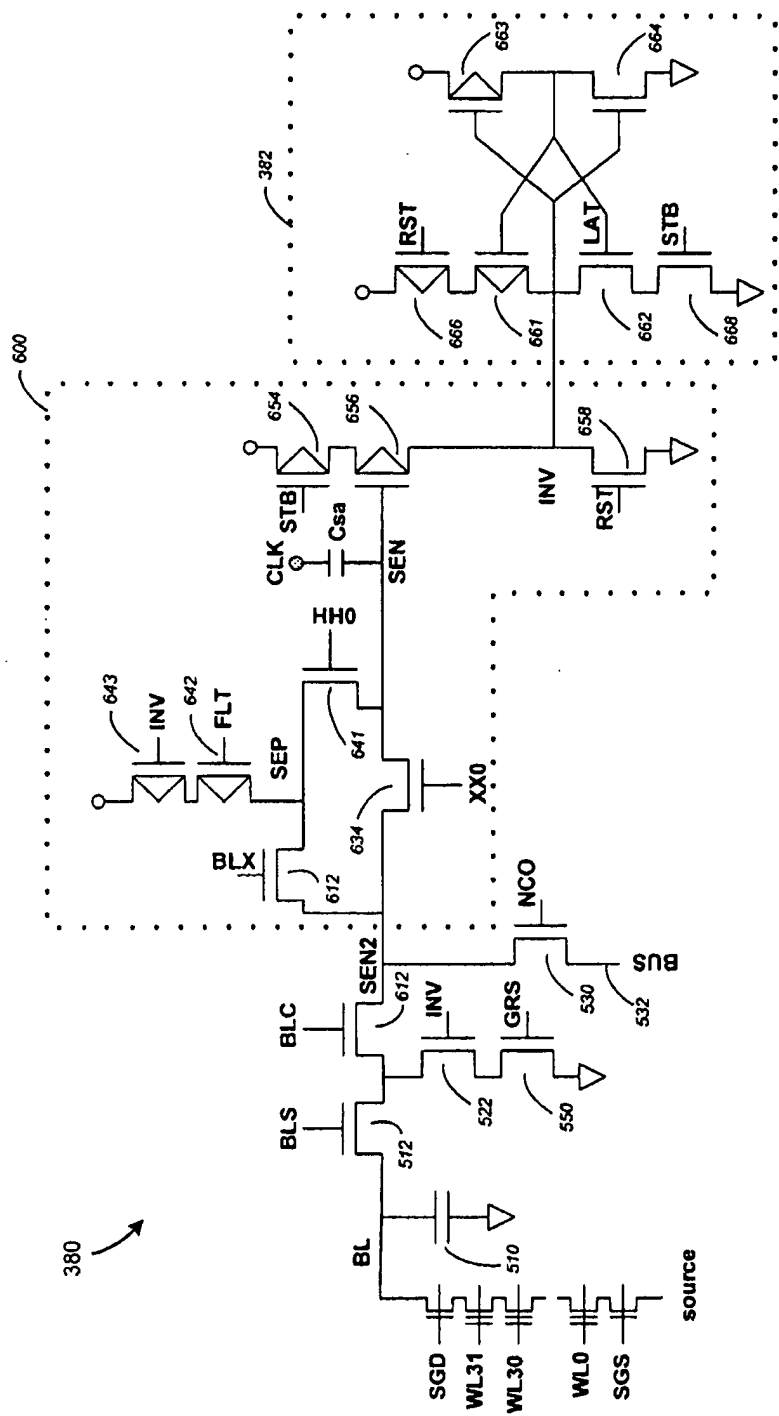 600
380
643
INV
642
FLT
BLX
SEP
612
HH0
641
634
XX0
CLK
Csa
SEN
STB
654
656
INV
RST
658
382
RST
666
661
LAT
662
STB
668
663
664
BLS
512
BLC
612
SEN2
BL
510
INV
522
GRS
550
NCO
530
BUS
532
SGD
WL31
WL30
WL0
SGS
source